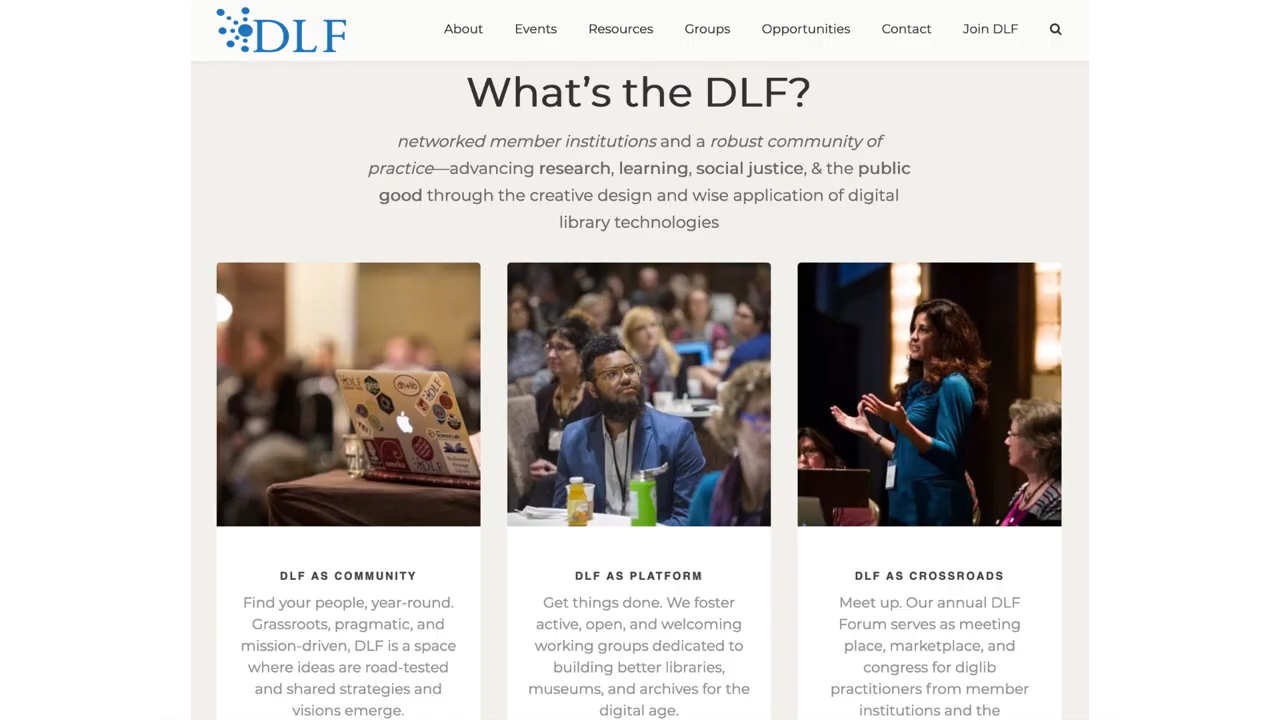 DLF
About Events Resources Groups Opportunities Contact Join DLF
What's the DLF?
networked member institutions and a robust community of
practice—advancing research, learning, social justice, & the public
good through the creative design and wise application of digital
library technologies
DLF AS COMMUNITY
Find your people, year-round.
Grassroots, pragmatic, and
mission-driven, DLF is a space
where ideas are road-tested
and shared strategies and
visions emerge.
DLF AS PLATFORM
Get things done. We foster
active, open, and welcoming
working groups dedicated to
building better libraries,
museums, and archives for the
digital age.
DLF AS CROSSROADS
Meet up. Our annual DLF
Forum serves as meeting
place, marketplace, and
congress for diglib
practitioners from member
institutions and the